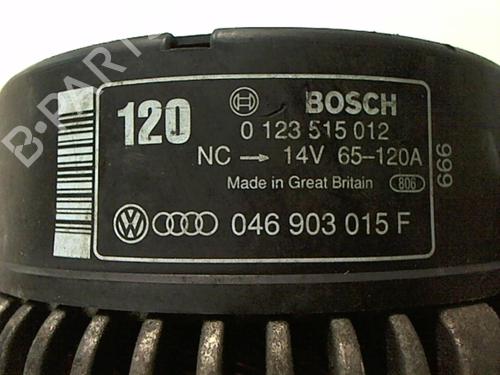 120
BOSCH
0 123 515 012
NC → 14V 65-120A
Made in Great Britain 806
046 903 015 F
999
B-PARTS